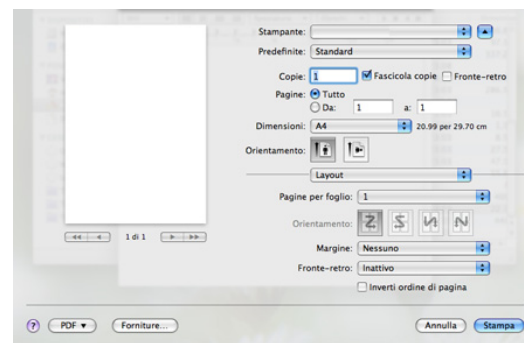 Stampante:
Predefinite: Standard
Copie: 1 Fascicola copie Fronte-retro
Pagine: Tutto
Da: 1 a: 1
Dimensioni: A4 20.99 per 29.70 cm
Orientamento:
Layout
Pagine per foglio: 1
Orientamento:
1 di 1
Margine: Nessuno
Fronte-retro: Inattivo
Inverti ordine di pagina
? PDF Forniture... Annulla Stampa